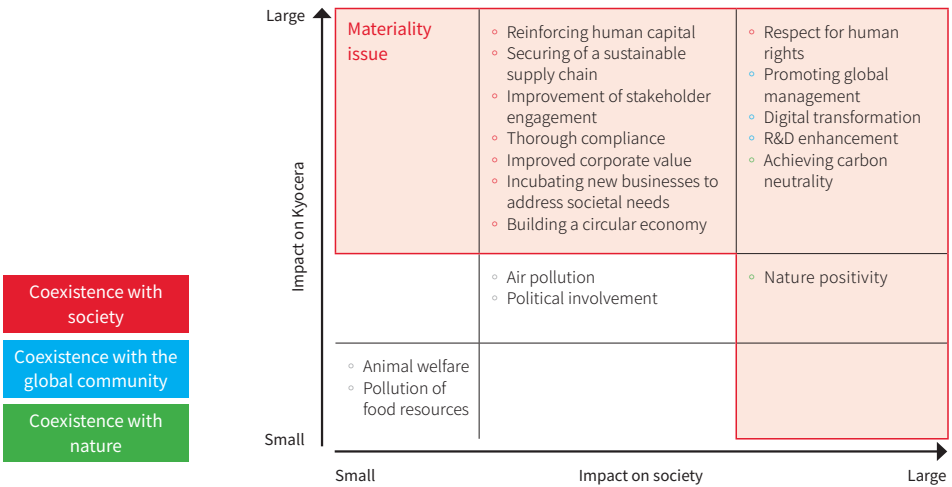 Large
Materiality
issue
Reinforcing human capital
Securing of a sustainable
supply chain
Improvement of stakeholder
engagement
Thorough compliance
Improved corporate value
Incubating new businesses to
address societal needs
Building a circular economy
Respect for human
rights
Promoting global
management
Digital transformation
R&D enhancement
Achieving carbon
neutrality
Impact on Kyocera
Air pollution
Political involvement
Nature positivity
Coexistence with
society
Coexistence with the
global community
Coexistence with
nature
Animal welfare
Pollution of
food resources
Small
Small
Impact on society
Large